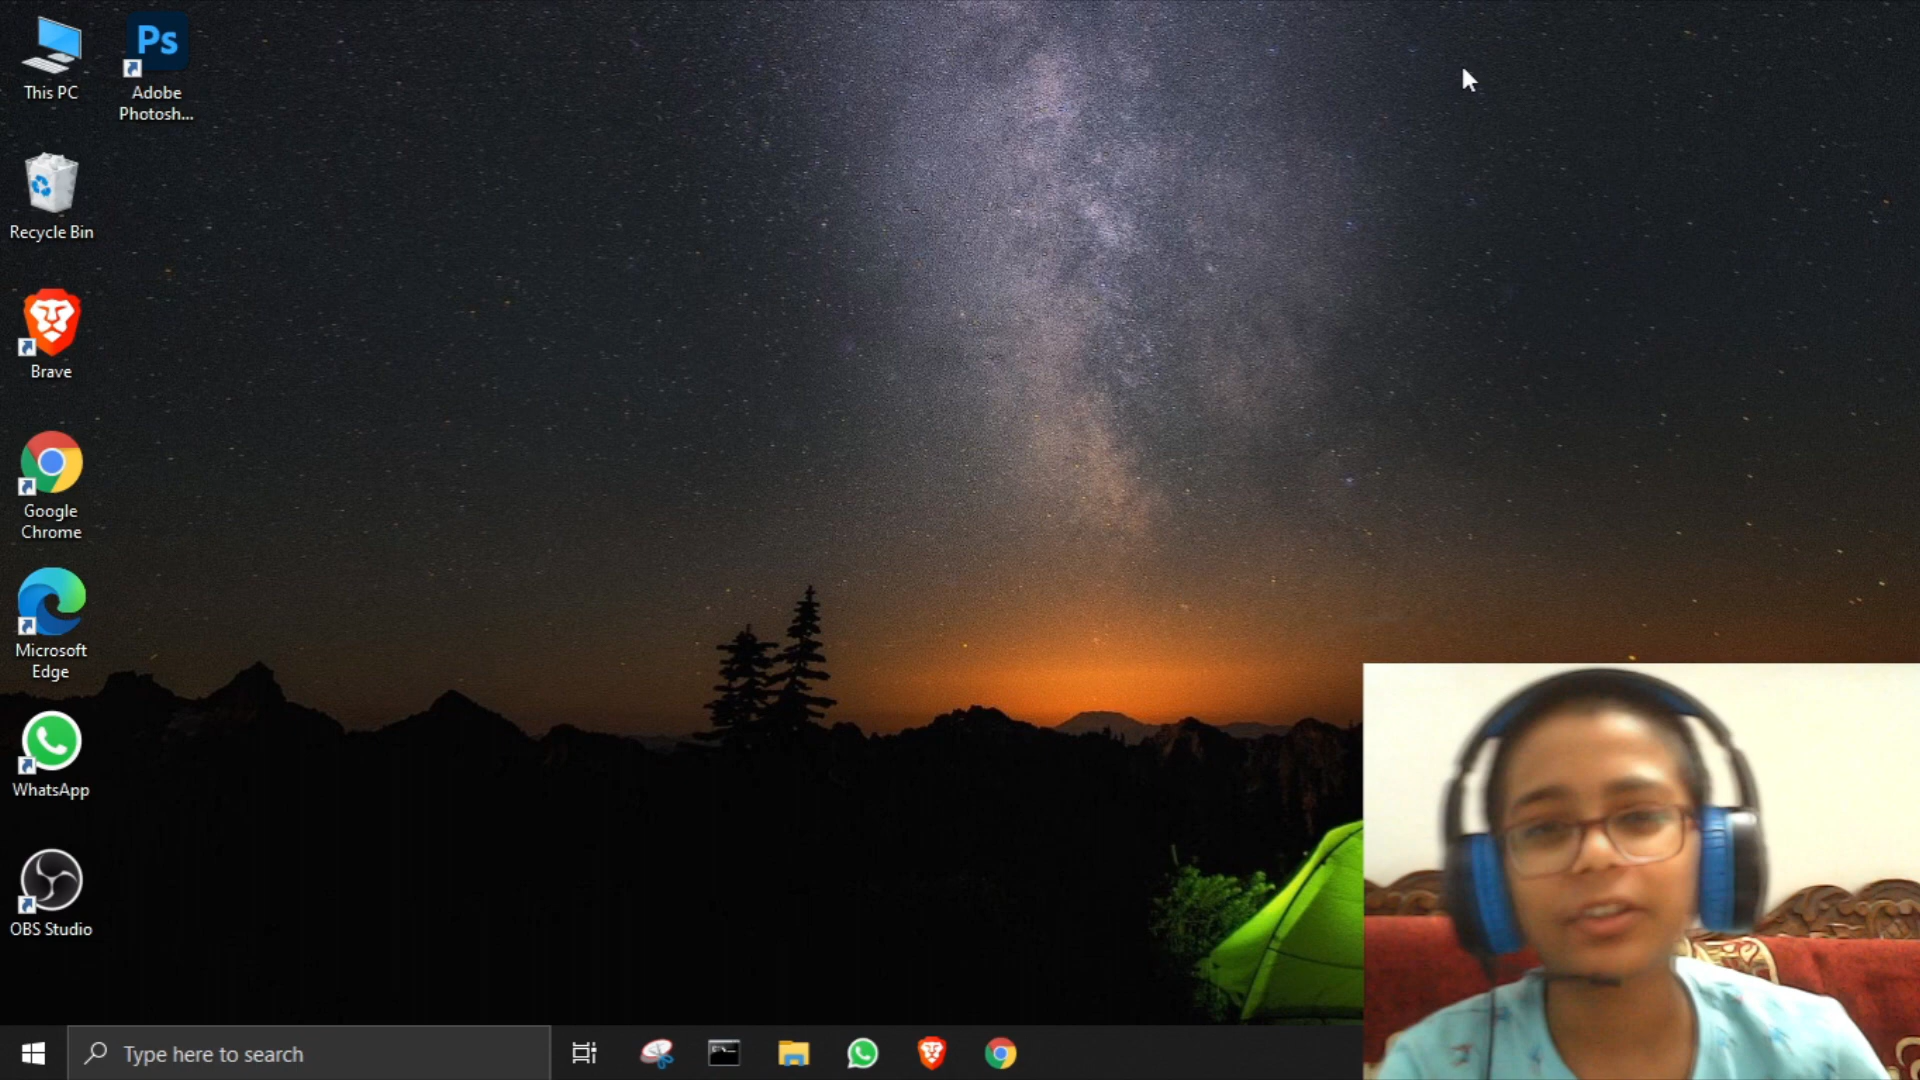 This PC
Ps
Adobe
Photosh...
Recycle Bin
Brave
Google
Chrome
Microsoft
Edge
WhatsApp
OBS Studio
Type here to search